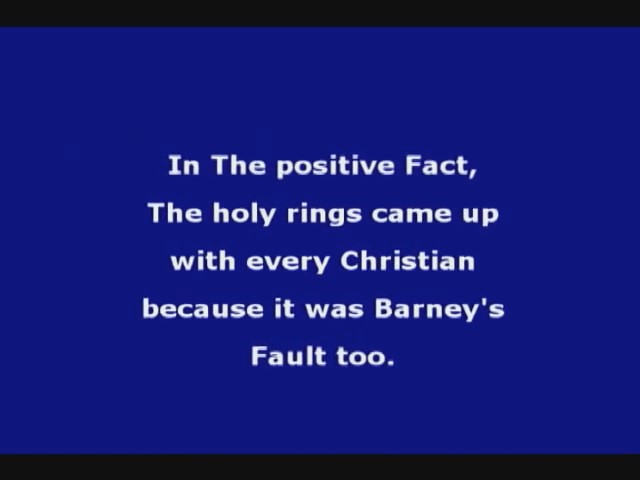 In The positive Fact,
The holy rings came up
with every Christian
because it was Barney's
Fault too.